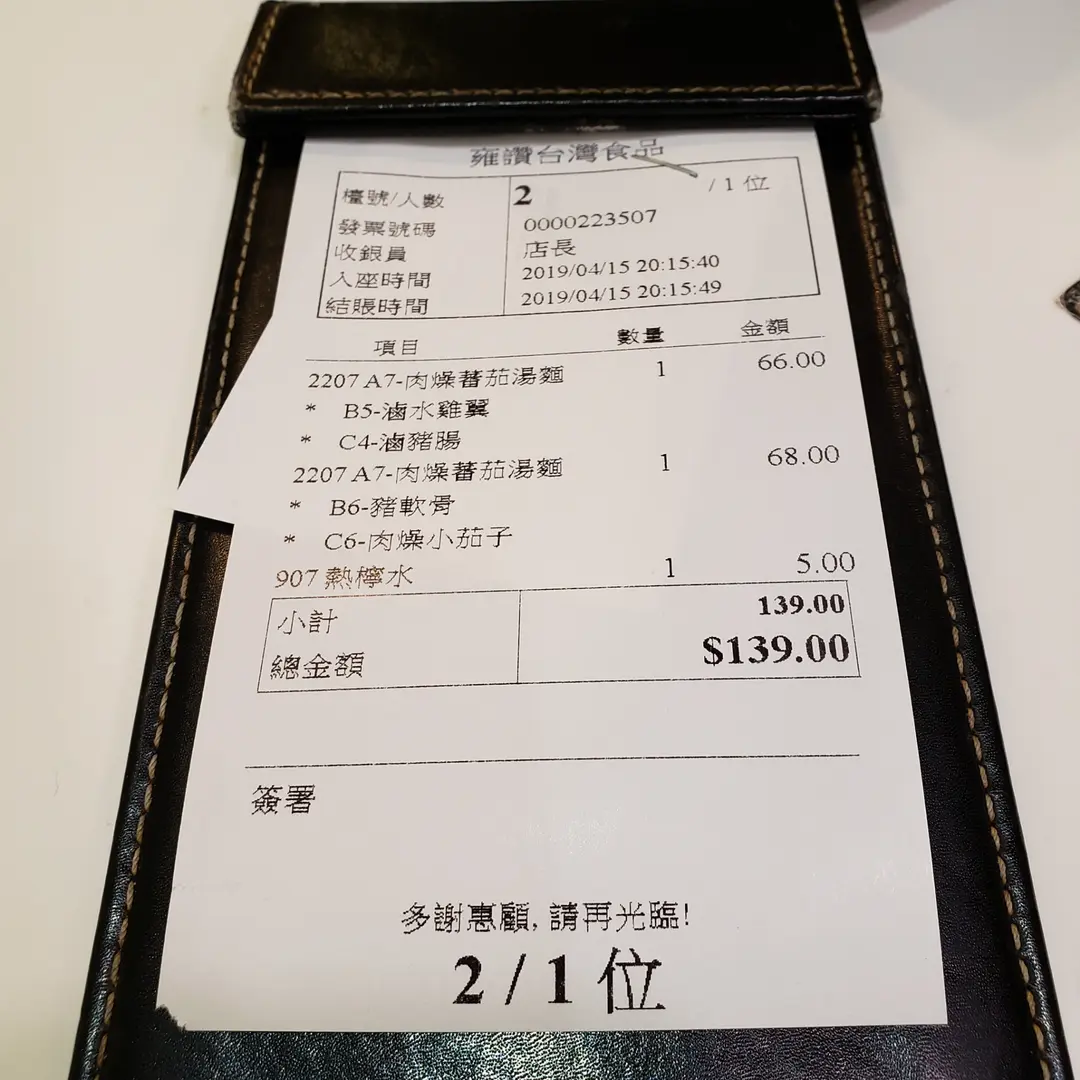 雍讚台灣食品
檯號/人數 2 / 1 位
發票號碼 0000223507
收銀員 店長
入座時間 2019/04/15 20:15:40
結賬時間 2019/04/15 20:15:49
項目 數量 金額
2207 A7-肉燥蕃茄湯麵 1 66.00
* B5-滷水雞翼
* C4-滷豬腸
2207 A7-肉燥蕃茄湯麵 1 68.00
* B6-豬軟骨
* C6-肉燥小茄子
907 熱檸水 1 5.00
小計 139.00
總金額 $139.00
簽署
多謝惠顧, 請再光臨!
2 / 1 位